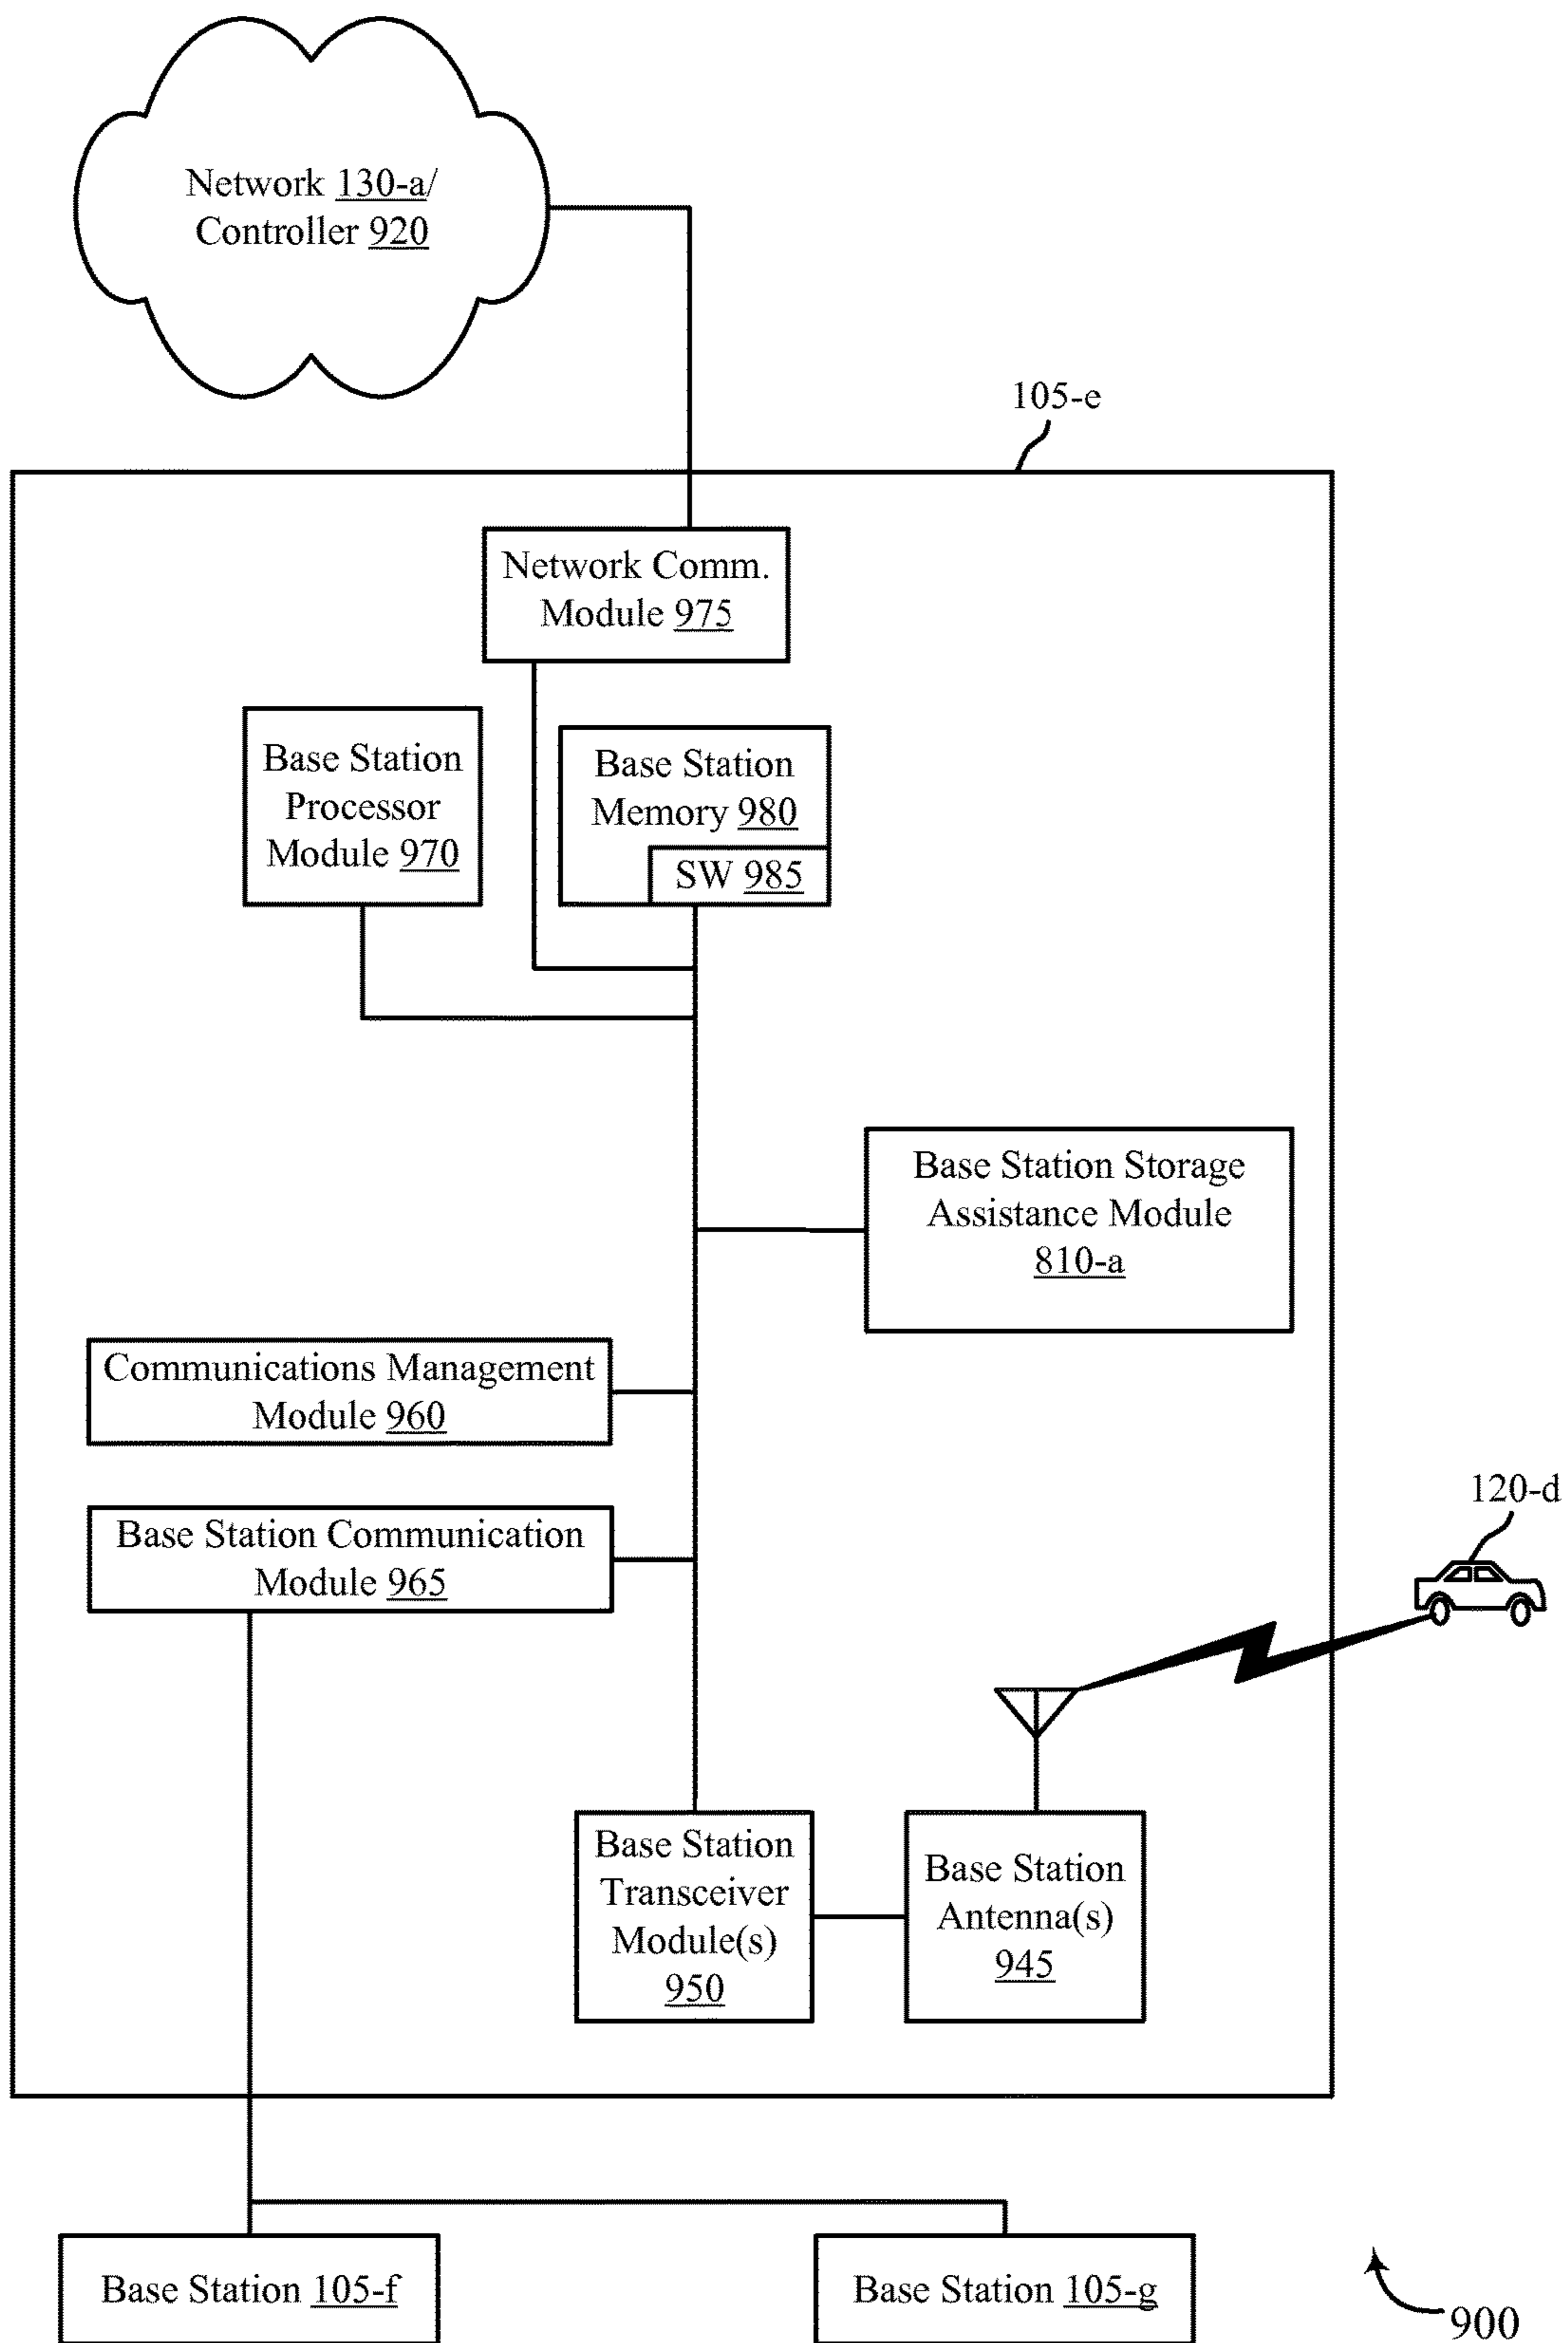 Network 130-a/
Controller 920
105-e
Network Comm.
Module 975
Base Station
Processor
Module 970
Base Station
Memory 980
SW 985
Base Station Storage
Assistance Module
810-a
Communications Management
Module 960
Base Station Communication
Module 965
120-d
Base Station
Transceiver
Module(s)
950
Base Station
Antenna(s)
945
Base Station 105-f
Base Station 105-g
900